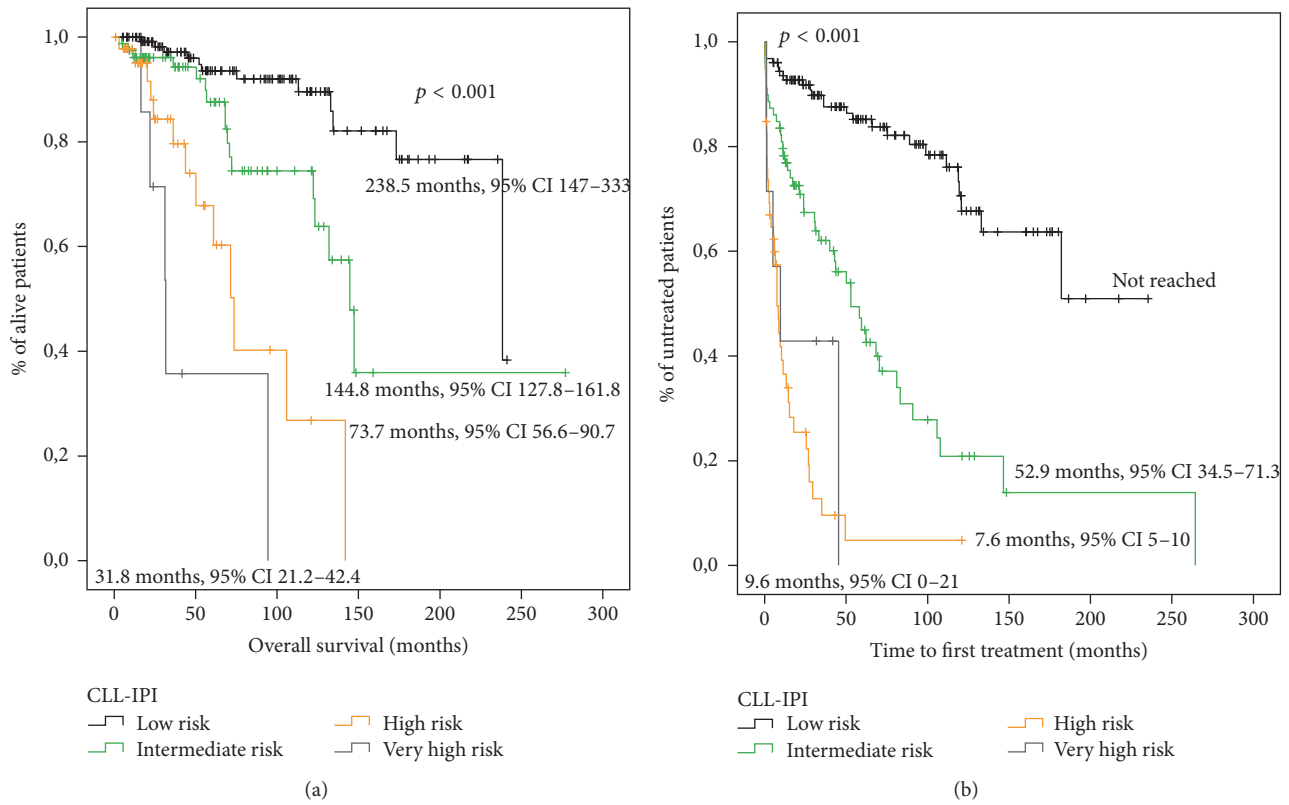 1,0
0,8
0,6
0,4
0,2
0,0
% of alive patients
p < 0.001
238.5 months, 95% CI 147–333
144.8 months, 95% CI 127.8–161.8
73.7 months, 95% CI 56.6–90.7
31.8 months, 95% CI 21.2–42.4
0 50 100 150 200 250 300
Overall survival (months)
CLL-IPI
Low risk
Intermediate risk
High risk
Very high risk
(a)
1,0
0,8
0,6
0,4
0,2
0,0
% of untreated patients
p < 0.001
Not reached
52.9 months, 95% CI 34.5–71.3
7.6 months, 95% CI 5–10
9.6 months, 95% CI 0–21
0 50 100 150 200 250 300
Time to first treatment (months)
CLL-IPI
Low risk
Intermediate risk
High risk
Very high risk
(b)